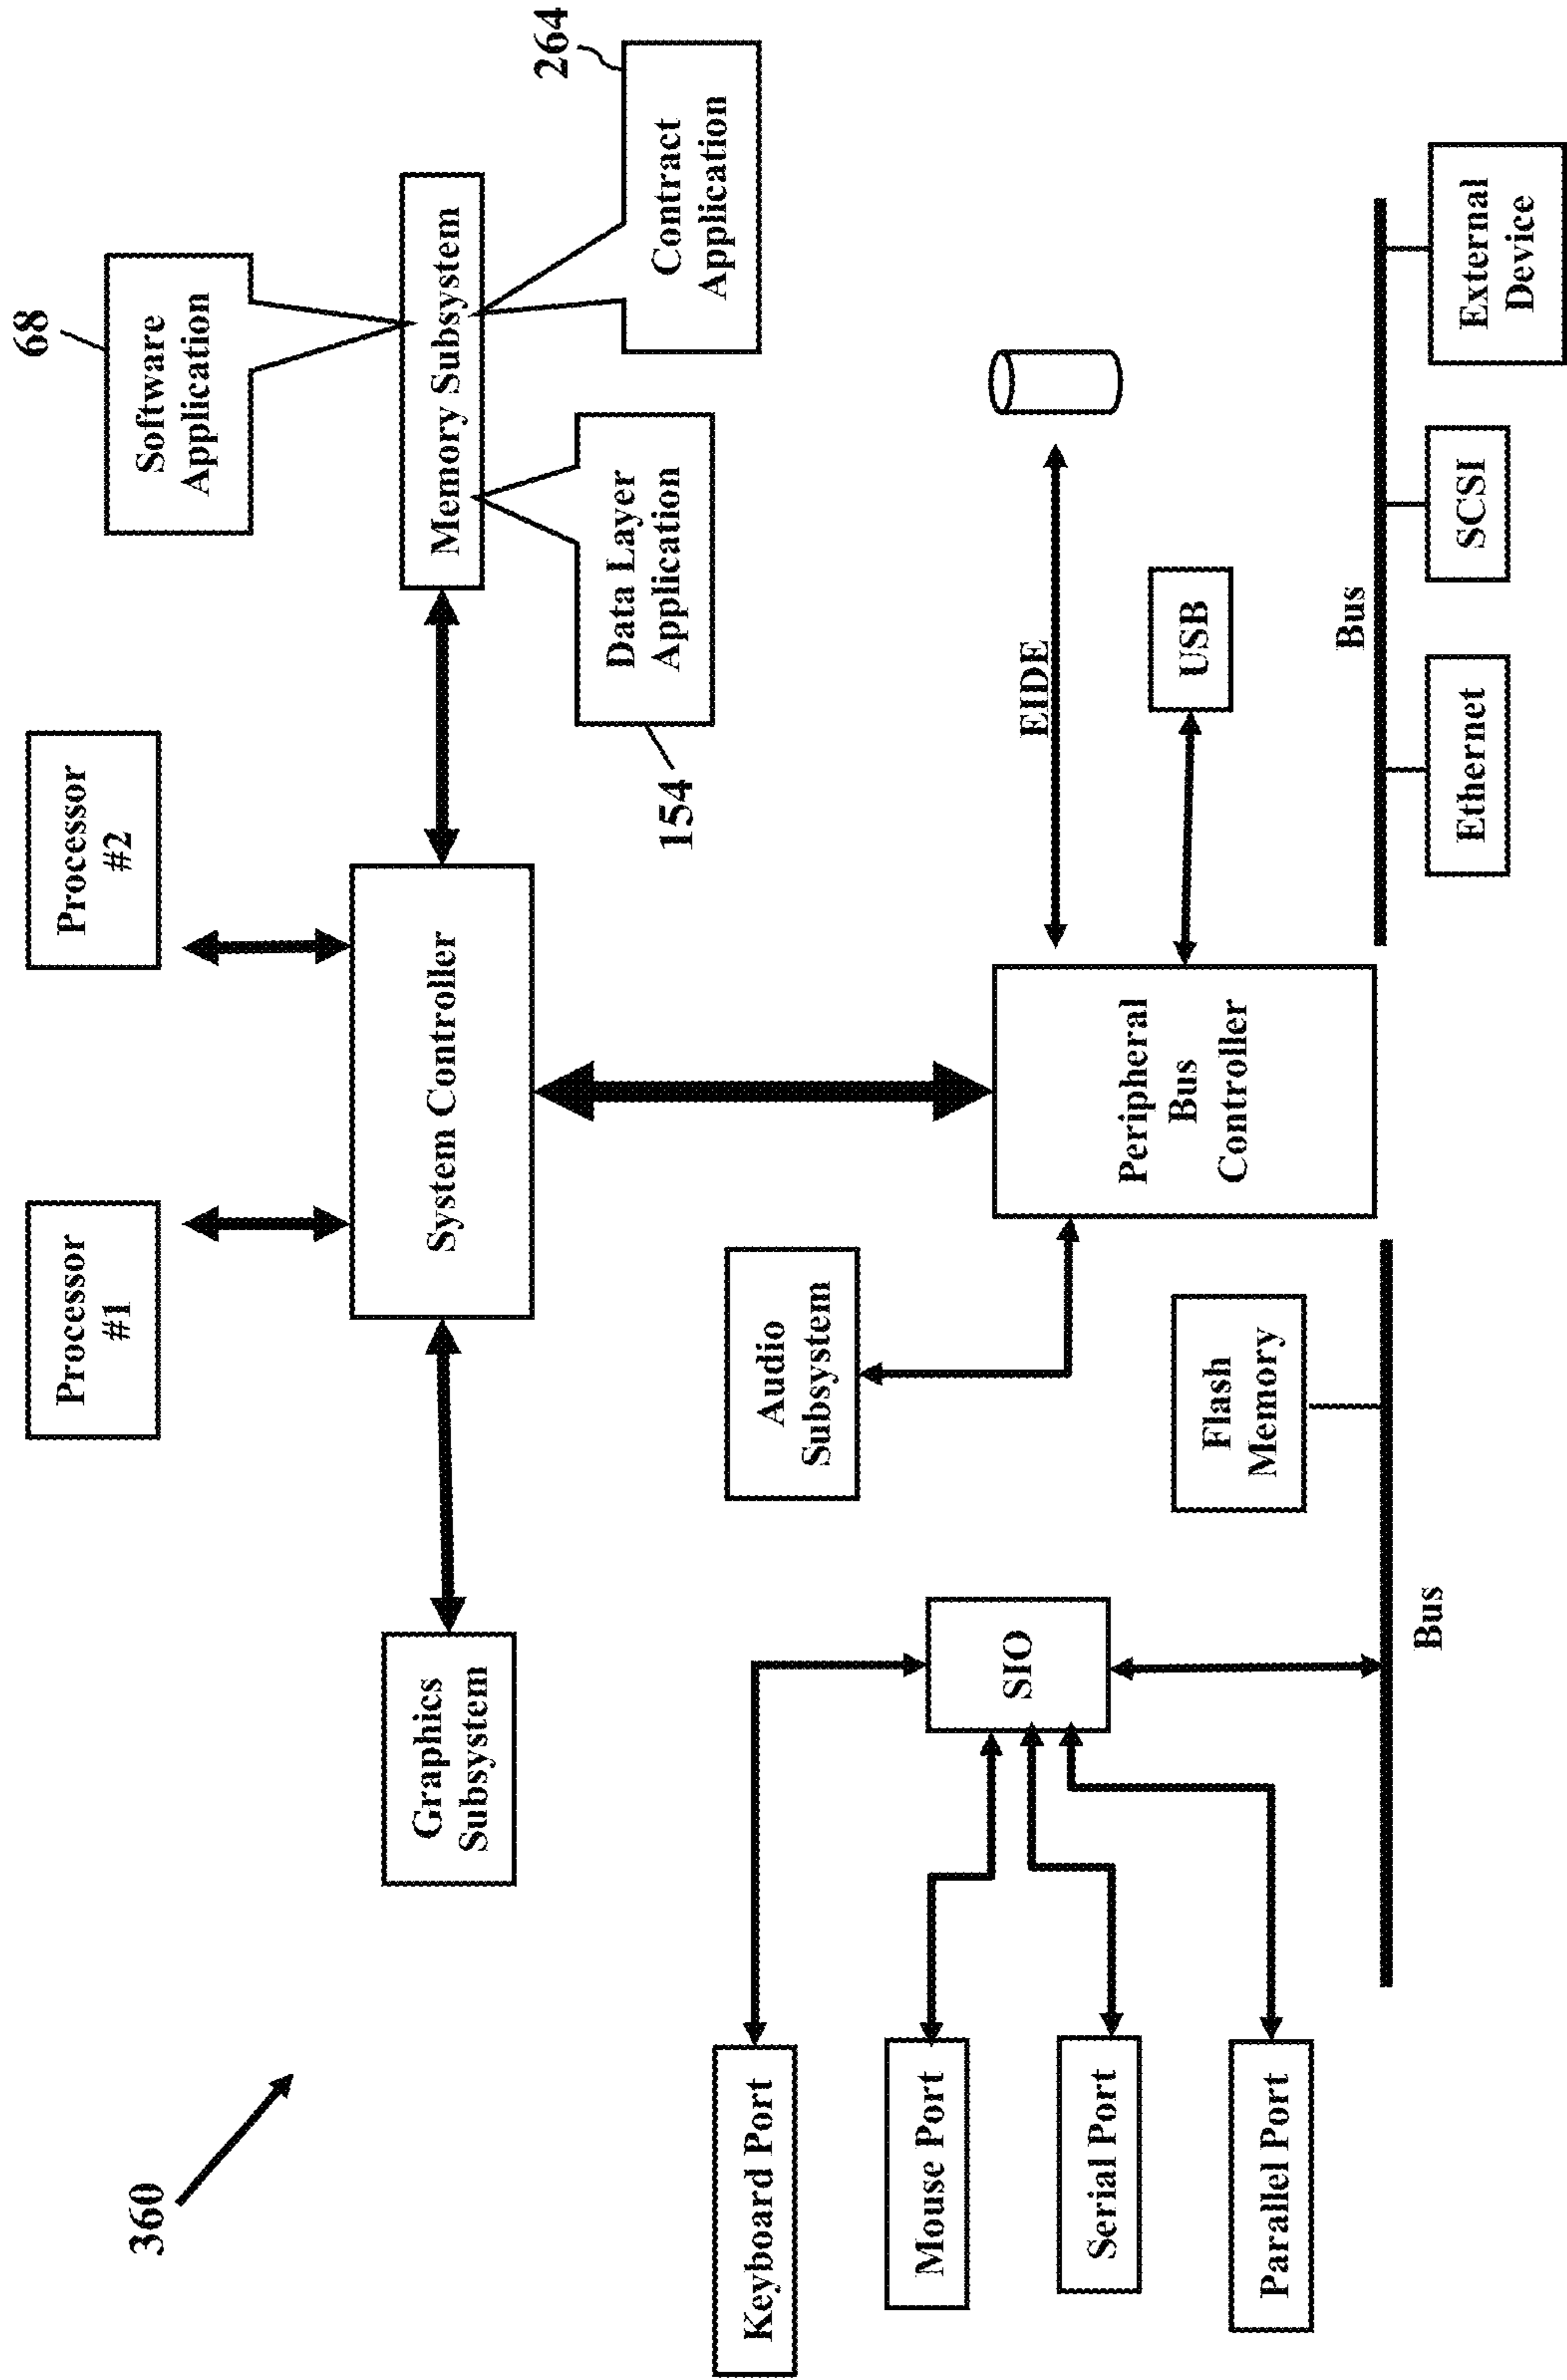 360
Processor
#1
Processor
#2
68
Software
Application
Graphics
Subsystem
System Controller
Memory Subsystem
264
Contract
Application
154
Data Layer
Application
Keyboard Port
Mouse Port
Serial Port
Parallel Port
SIO
Audio
Subsystem
Flash
Memory
Bus
Peripheral
Bus
Controller
EIDE
USB
Bus
Ethernet
SCSI
External
Device